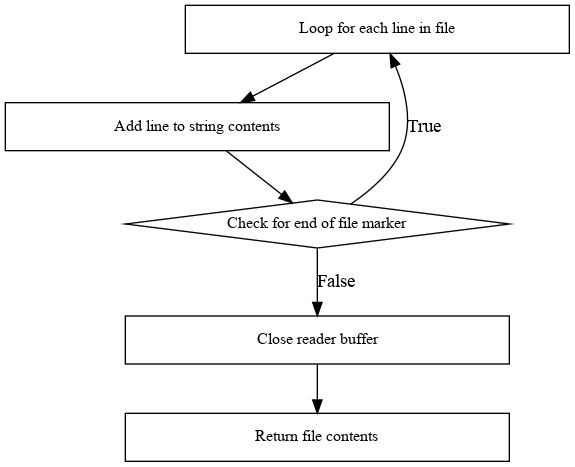 Loop for each line in file
Add line to string contents
True
Check for end of file marker
False
Close reader buffer
Return file contents